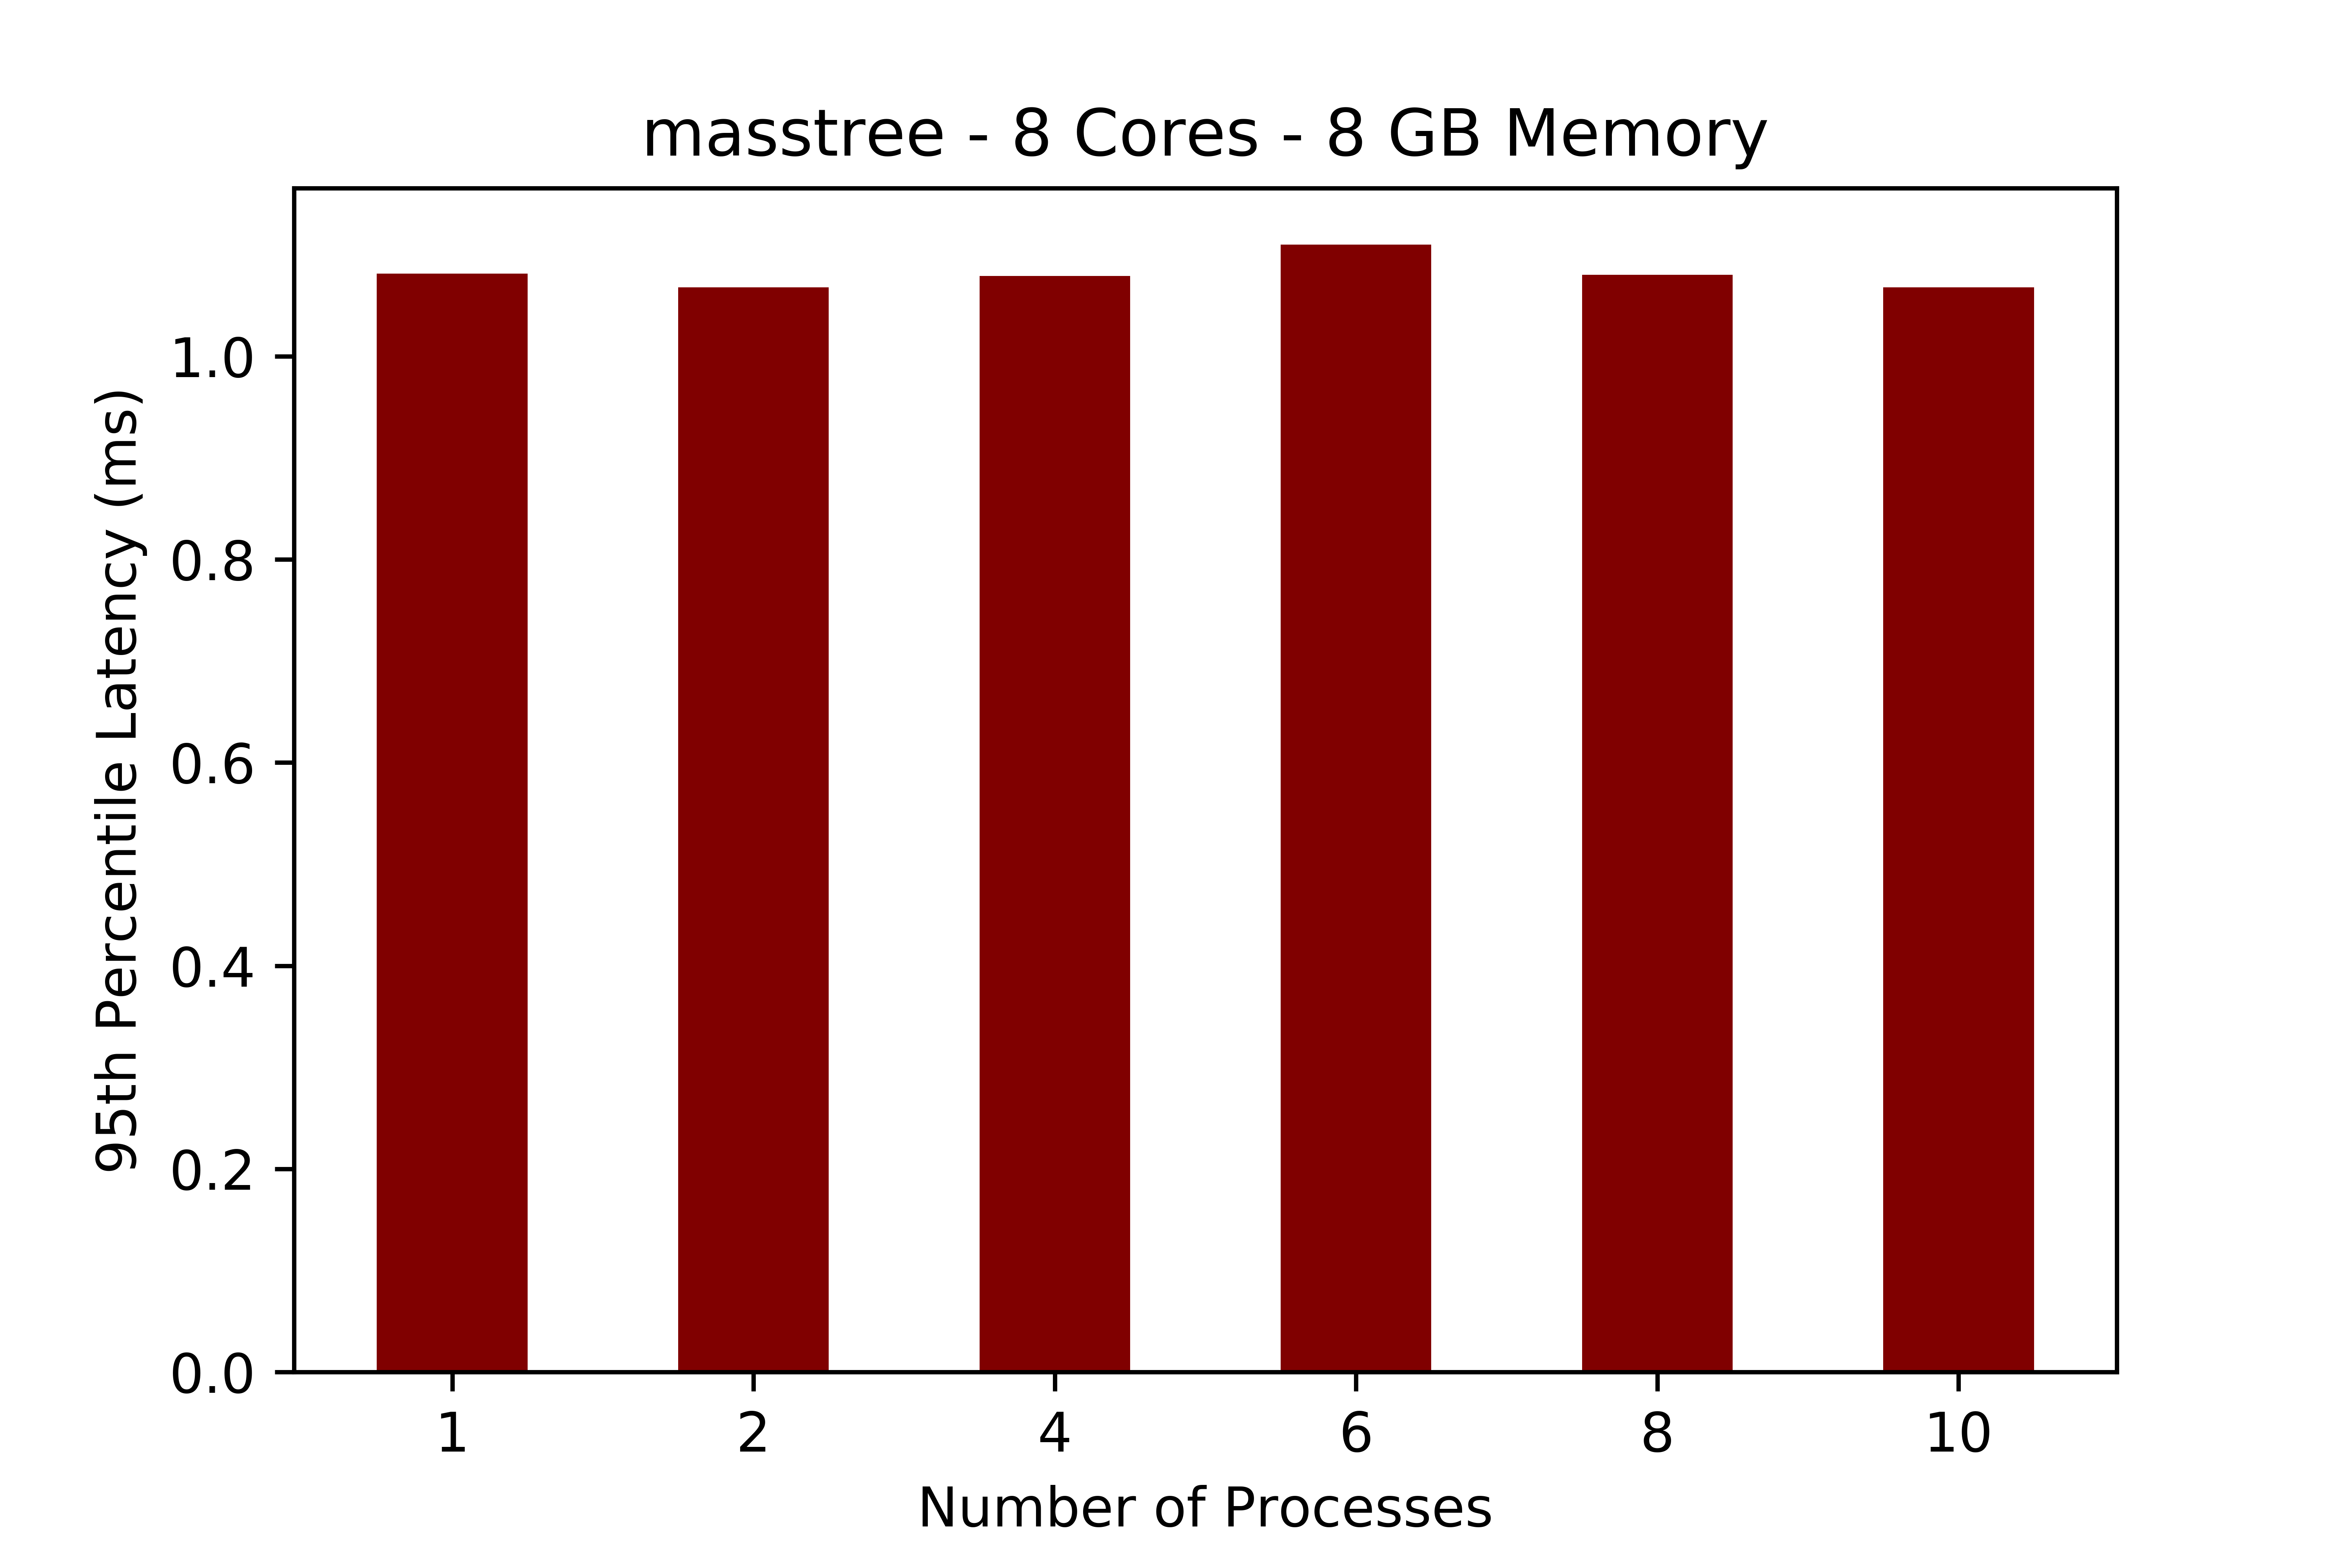 masstree - 8 Cores - 8 GB Memory
95th Percentile Latency (ms)
1.0
0.8
0.6
0.4
0.2
0.0
1 2 4 6 8 10
Number of Processes